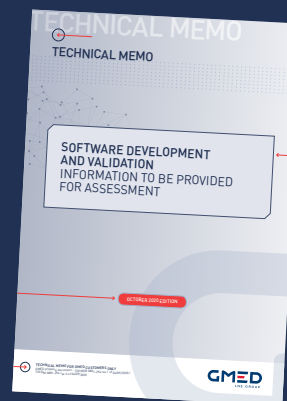 TECHNICAL MEMO
TECHNICAL MEMO
SOFTWARE DEVELOPMENT
AND VALIDATION
INFORMATION TO BE PROVIDED
FOR ASSESSMENT
OCTOBER 2020 EDITION
TECHNICAL MEMO FOR GMED CUSTOMERS ONLY
GMED
LNE GROUP